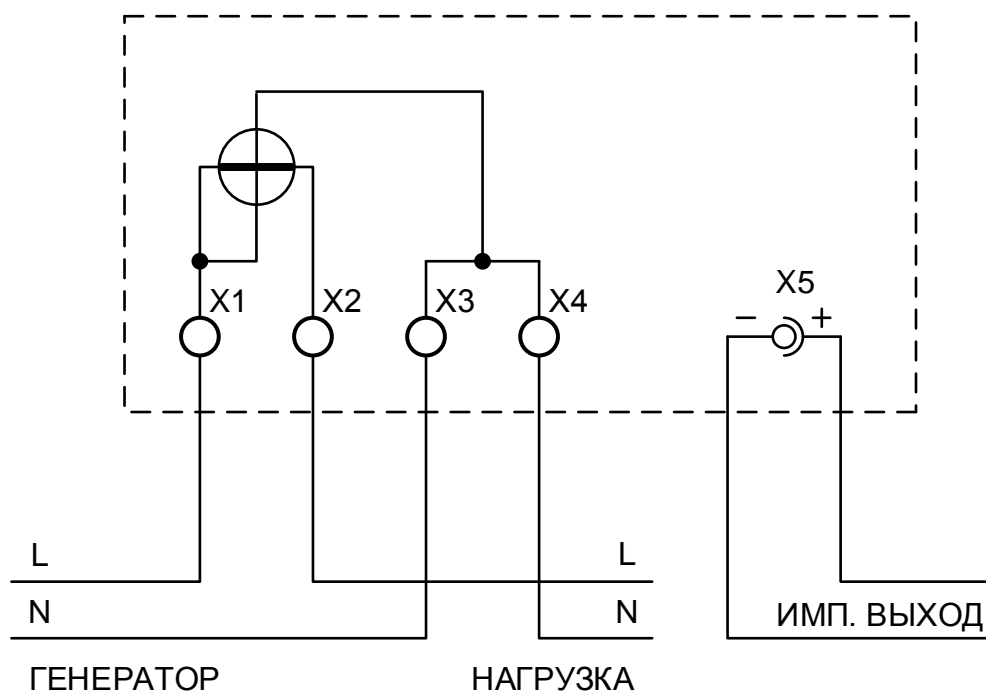 X5
X1 X2 X3 X4
− +
L L
N N
ИМП. ВЫХОД
ГЕНЕРАТОР НАГРУЗКА